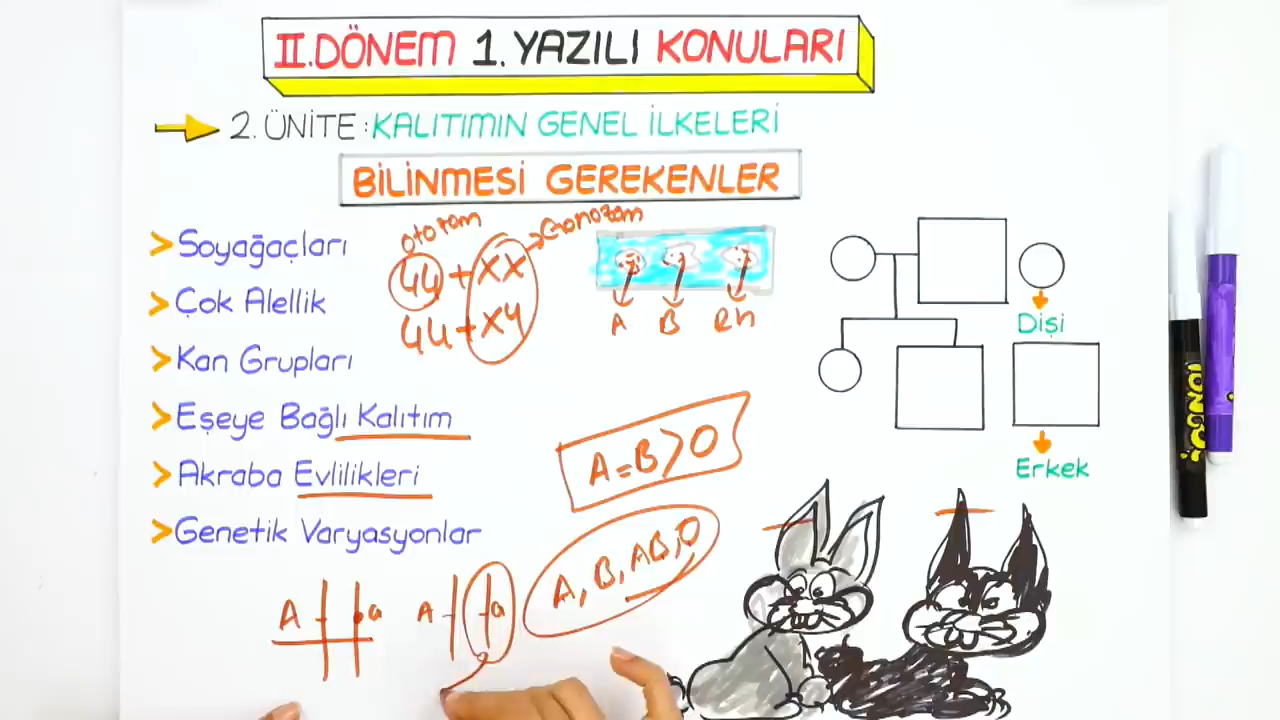 II. DÖNEM 1. YAZILI KONULARI
2. ÜNİTE: KALITIMIN GENEL İLKELERİ
BİLİNMESİ GEREKENLER
> Soyağaçları
> Çok Alellik
> Kan Grupları
> Eşeye Bağlı Kalıtım
> Akraba Evlilikleri
> Genetik Varyasyonlar
otozom
Gonozom
44+XX
44+XY
A B Rh
A=B>O
A, B, AB, O
A a
A a
Dişi
Erkek